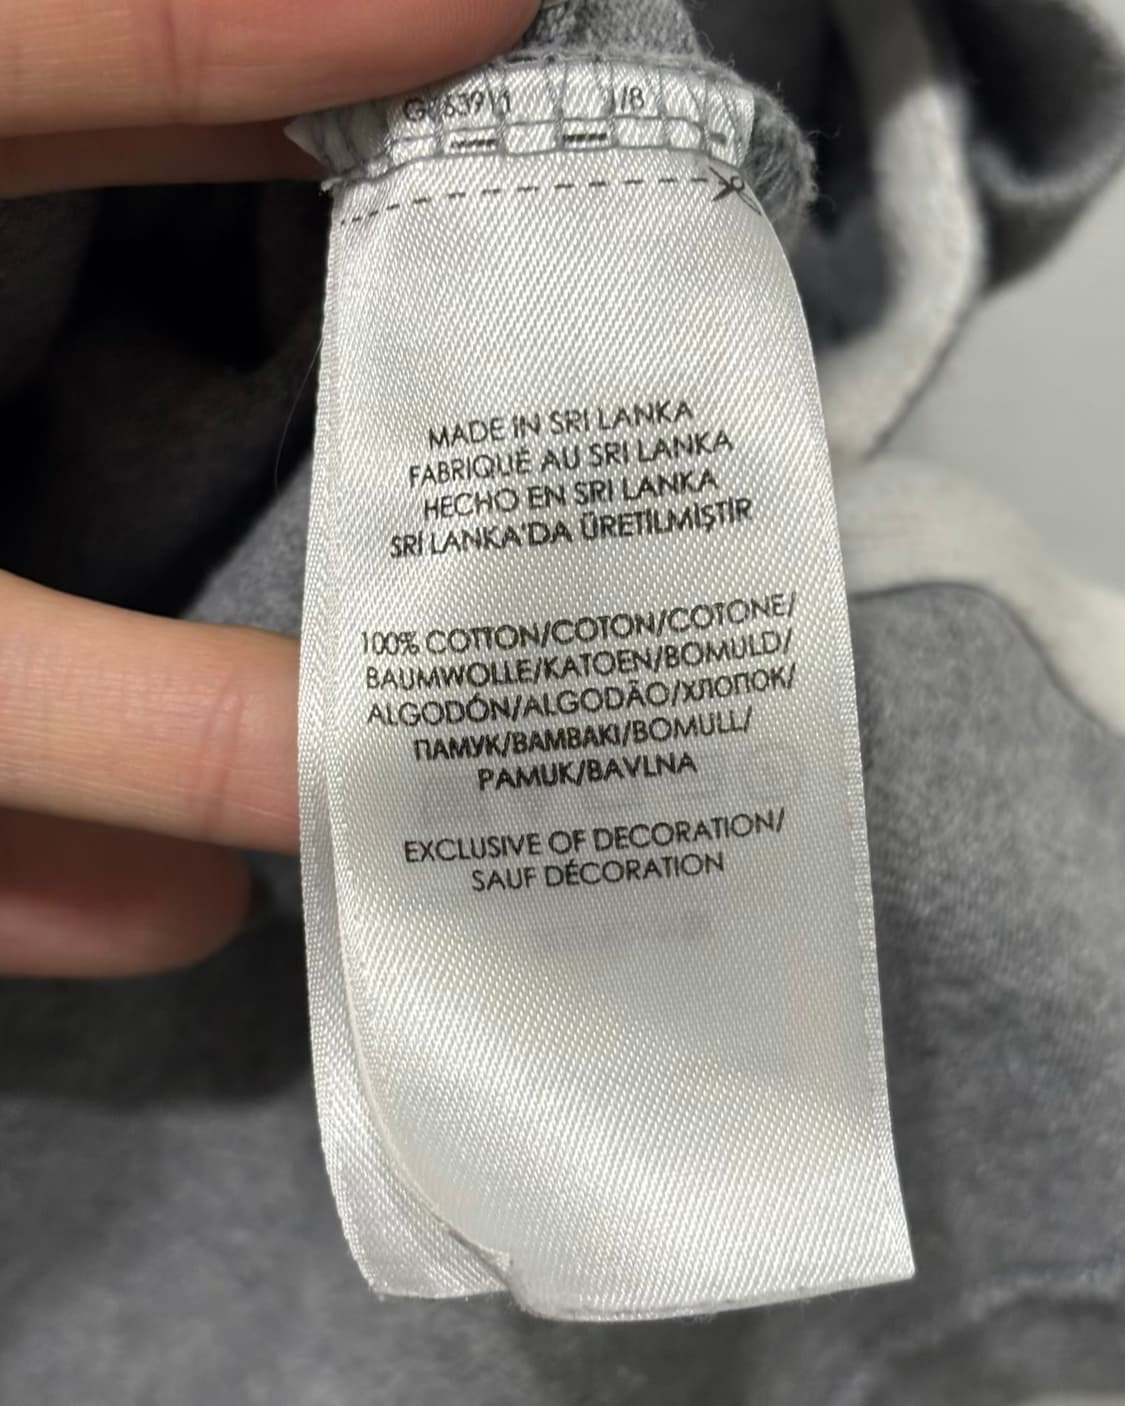 /8
MADE IN SRI LANKA
FABRIQUÉ AU SRI LANKA
HECHO EN SRI LANKA
SRİ LANKA'DA ÜRETİLMİŞTİR
100% COTTON/COTON/COTONE/
BAUMWOLLE/KATOEN/BOMULD/
ALGODÓN/ALGODÃO/ХЛОПОК/
ПАМУК/BAMBAKI/BOMULL/
PAMUK/BAVLNA
EXCLUSIVE OF DECORATION/
SAUF DÉCORATION